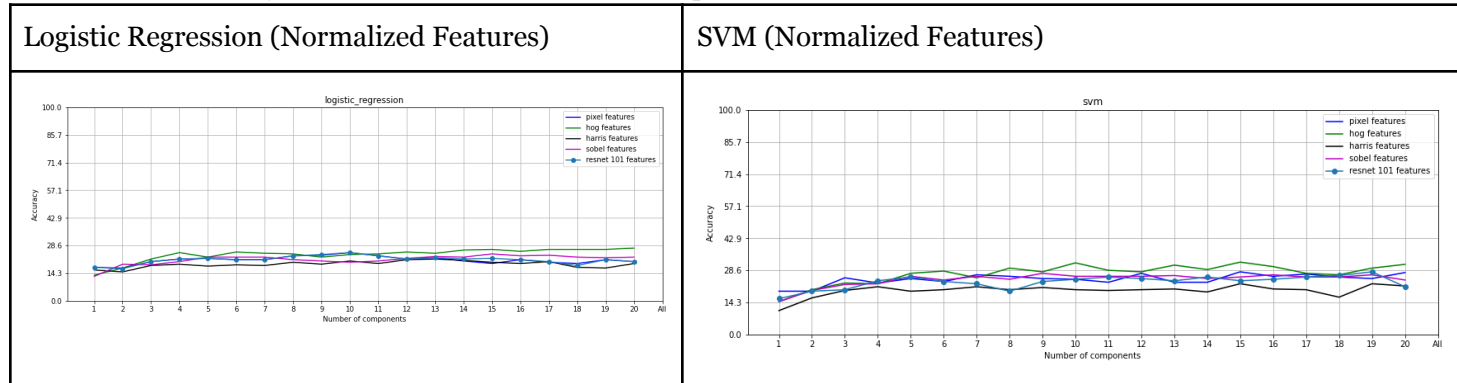 Logistic Regression (Normalized Features)
SVM (Normalized Features)
logistic_regression
100.0
85.7
71.4
57.1
42.9
28.6
14.3
0.0
Accuracy
pixel features
hog features
harris features
sobel features
resnet 101 features
1 2 3 4 5 6 7 8 9 10 11 12 13 14 15 16 17 18 19 20 All
Number of components
svm
100.0
85.7
71.4
57.1
42.9
28.6
14.3
0.0
Accuracy
pixel features
hog features
harris features
sobel features
resnet 101 features
1 2 3 4 5 6 7 8 9 10 11 12 13 14 15 16 17 18 19 20 All
Number of components